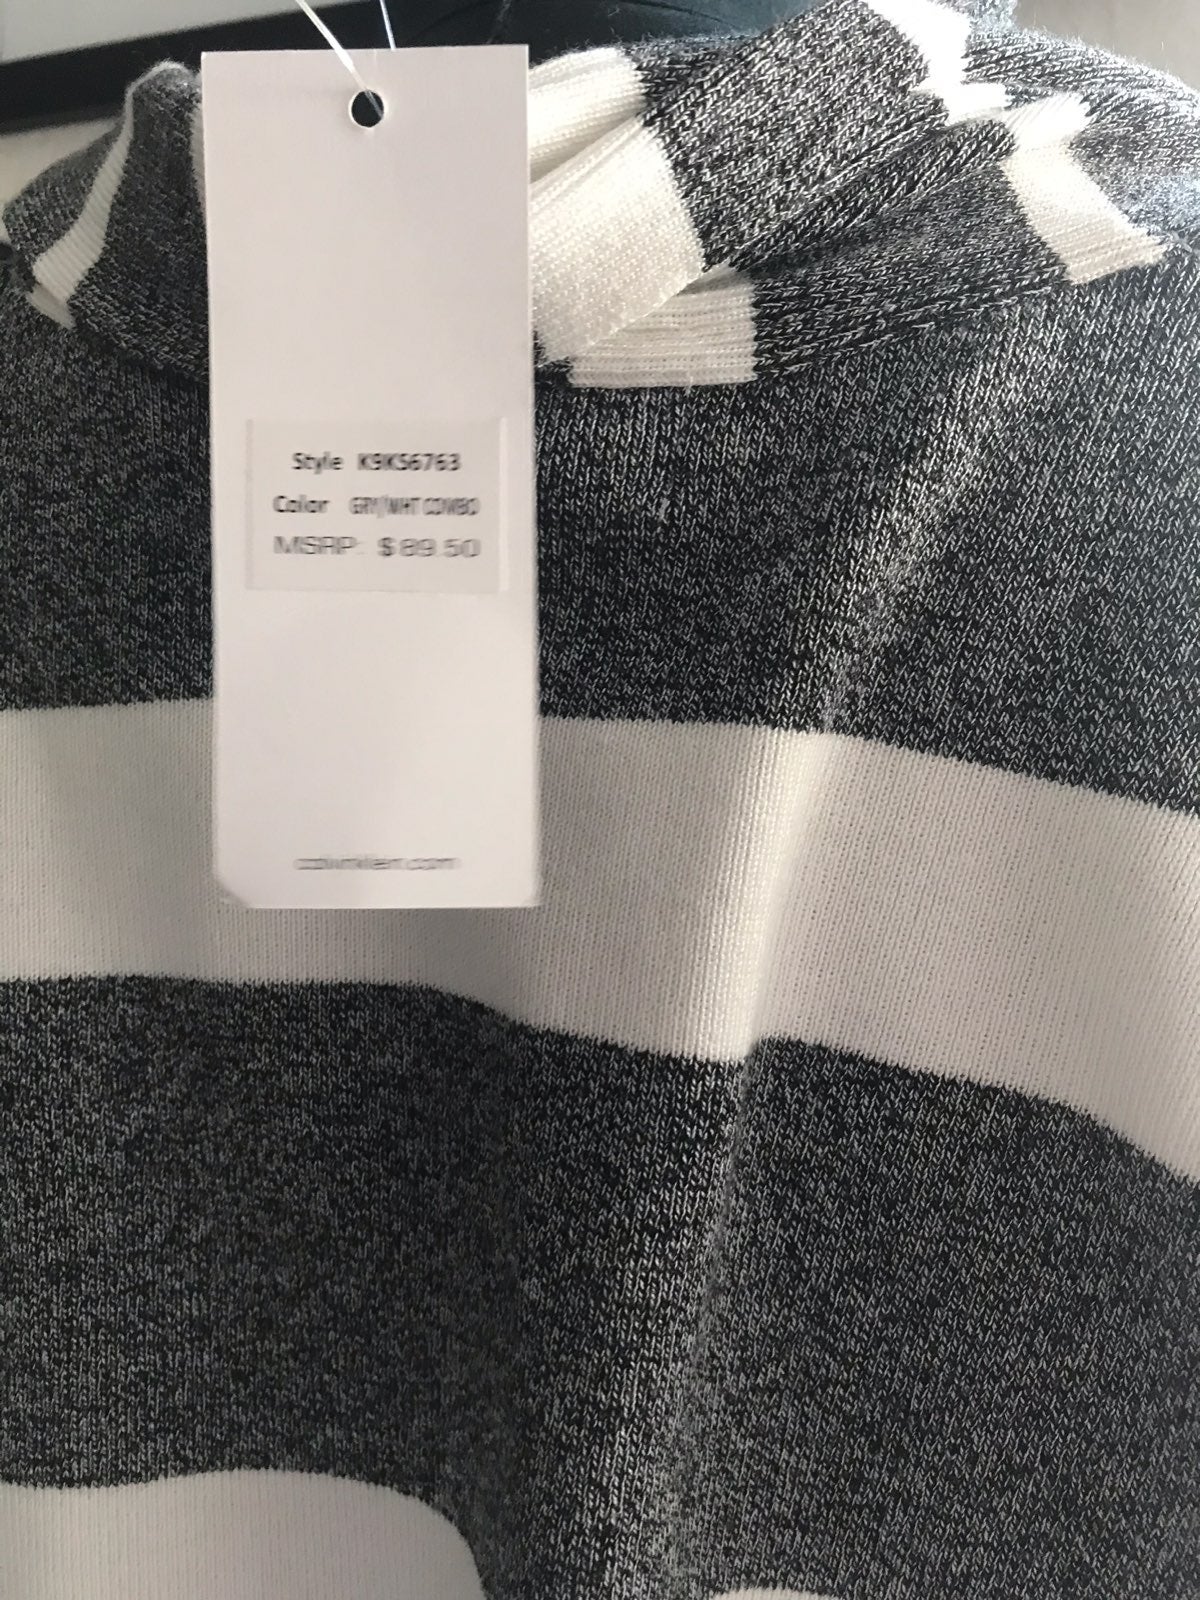 Style K9KS6763
Color GRY/WHT COMBO
MSRP: $89.50
calvinklein.com